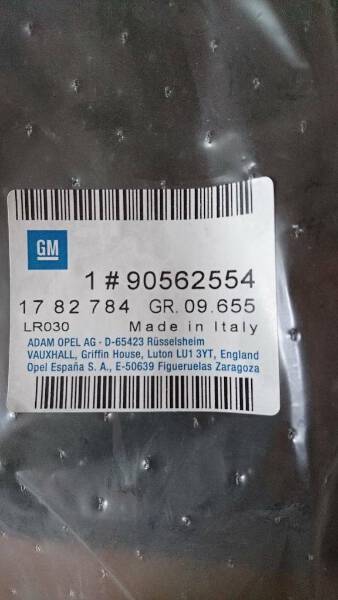 GM
1 # 90562554
17 82 784 GR. 09.655
LR030 Made in Italy
ADAM OPEL AG - D-65423 Rüsselsheim
VAUXHALL, Griffin House, Luton LU1 3YT, England
Opel España S. A., E-50639 Figueruelas Zaragoza